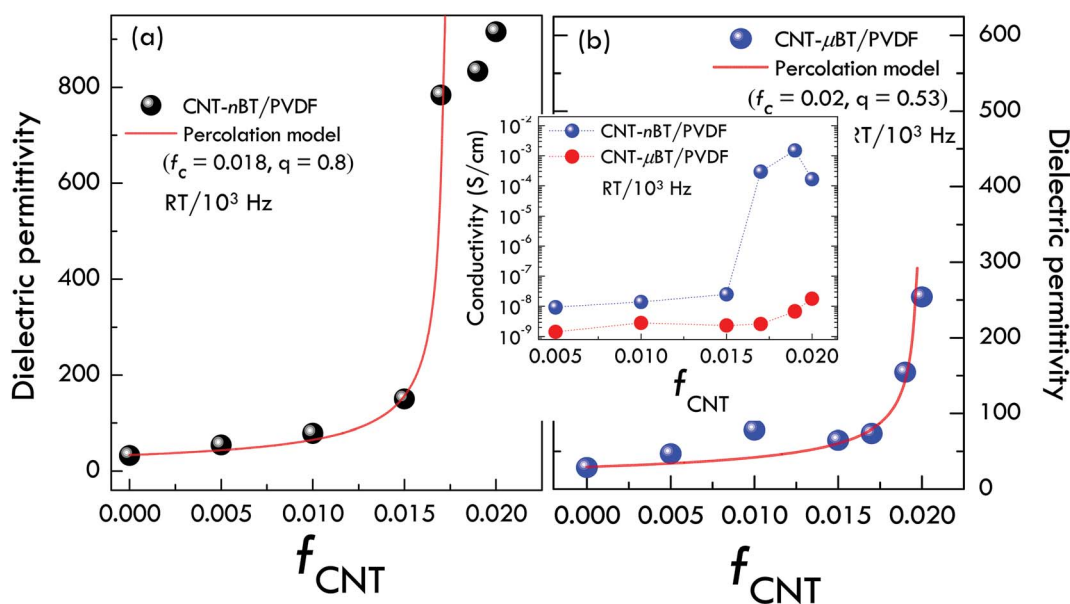 (a)
CNT-nBT/PVDF
Percolation model
(f_c = 0.018, q = 0.8)
RT/10³ Hz
Dielectric permittivity
800
600
400
200
0
0.000 0.005 0.010 0.015 0.020
f_CNT
(b)
CNT-μBT/PVDF
Percolation model
(f_c = 0.02, q = 0.53)
RT/10³ Hz
Dielectric permittivity
600
500
400
300
200
100
0
0.000 0.005 0.010 0.015 0.020
f_CNT
CNT-nBT/PVDF
CNT-μBT/PVDF
RT/10³ Hz
Conductivity (S/cm)
10⁻²
10⁻³
10⁻⁴
10⁻⁵
10⁻⁶
10⁻⁷
10⁻⁸
10⁻⁹
0.005 0.010 0.015 0.020
f_CNT